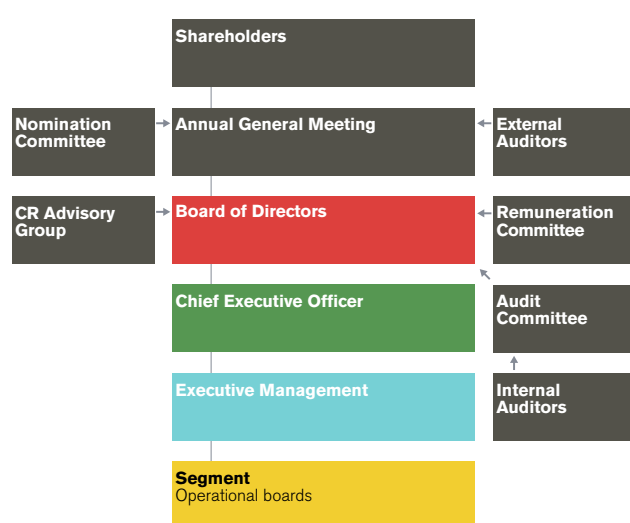 Shareholders
Nomination
Committee
Annual General Meeting
External
Auditors
CR Advisory
Group
Board of Directors
Remuneration
Committee
Chief Executive Officer
Audit
Committee
Executive Management
Internal
Auditors
Segment
Operational boards